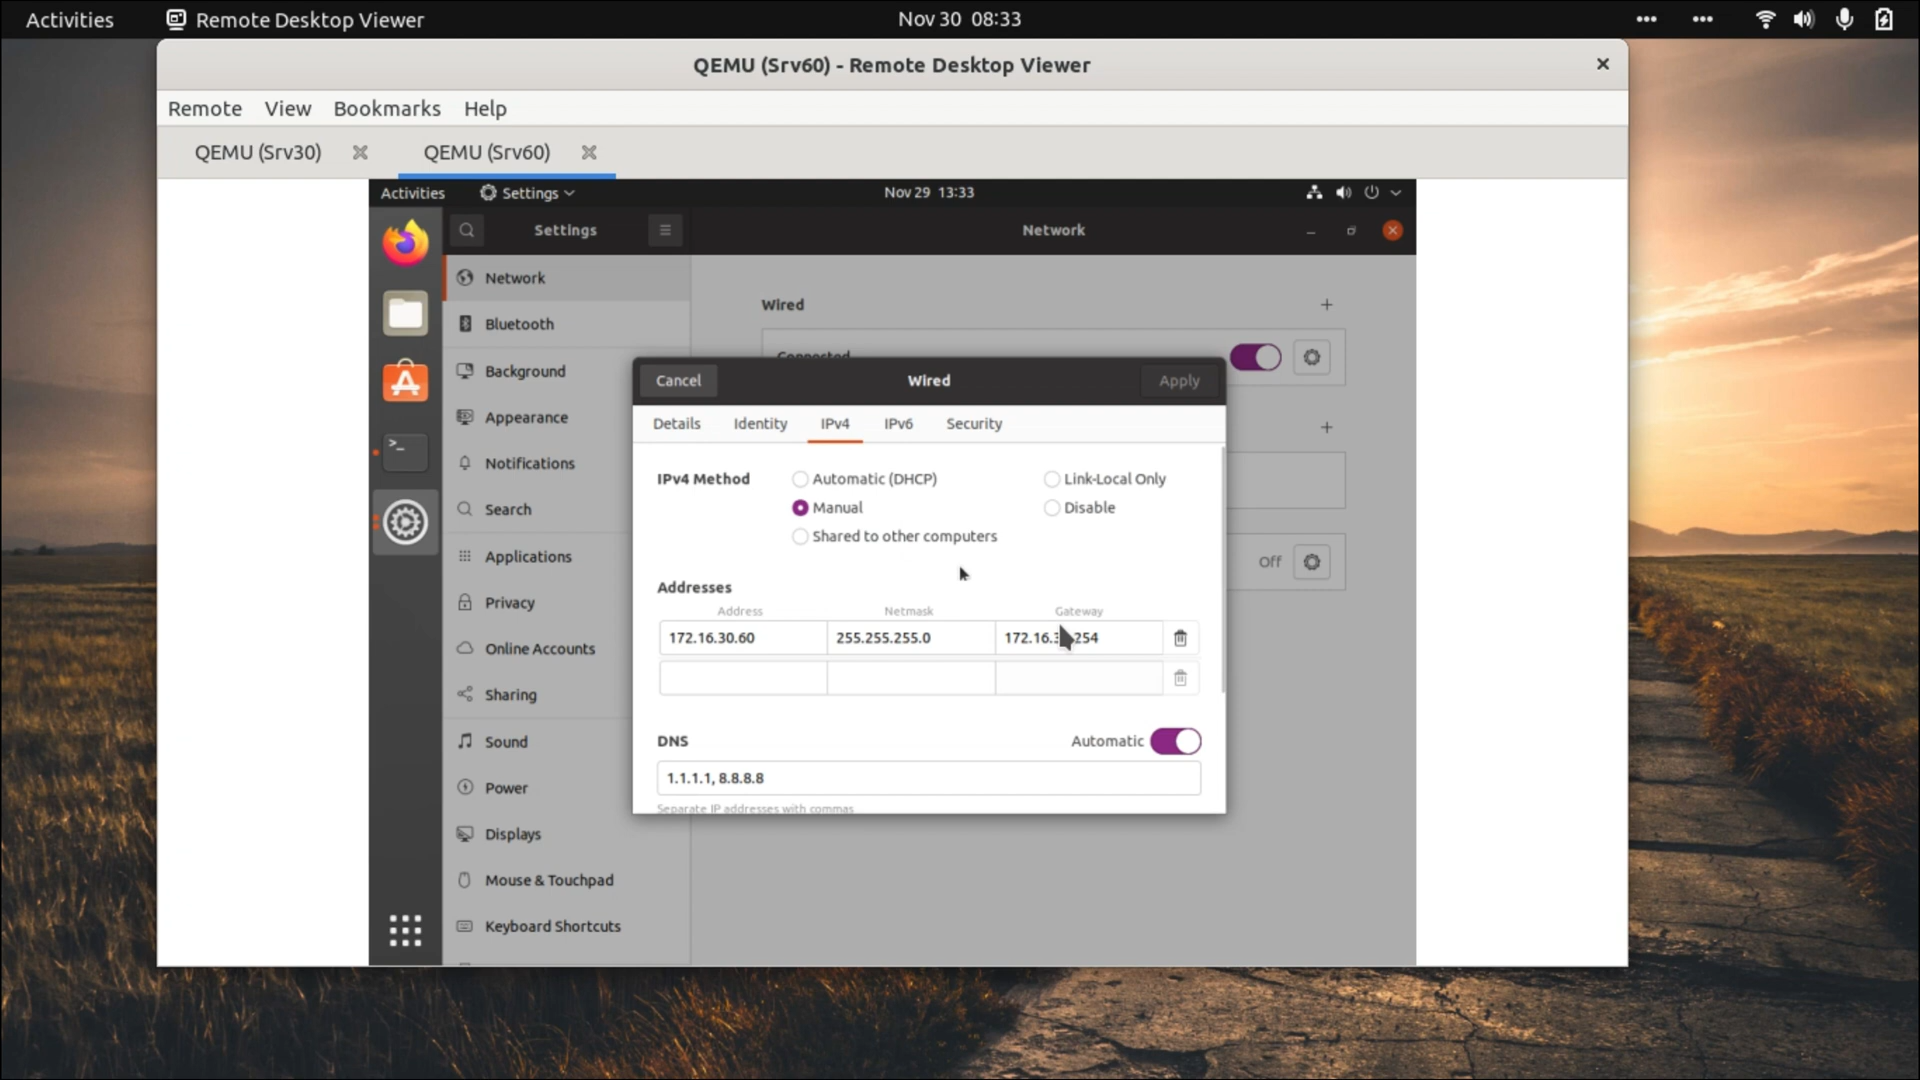 Activities
Remote Desktop Viewer
Nov 30 08:33
QEMU (Srv60) - Remote Desktop Viewer
Remote View Bookmarks Help
QEMU (Srv30)
QEMU (Srv60)
Activities
Settings
Nov 29 13:33
Settings
Network
Network
Bluetooth
Background
Appearance
Notifications
Search
Applications
Privacy
Online Accounts
Sharing
Sound
Power
Displays
Mouse & Touchpad
Keyboard Shortcuts
Wired
Connected
Off
Cancel
Wired
Apply
Details Identity IPv4 IPv6 Security
IPv4 Method
Automatic (DHCP)
Link-Local Only
Manual
Disable
Shared to other computers
Addresses
Address Netmask Gateway
172.16.30.60 255.255.255.0
DNS
Automatic
1.1.1.1, 8.8.8.8
Separate IP addresses with commas